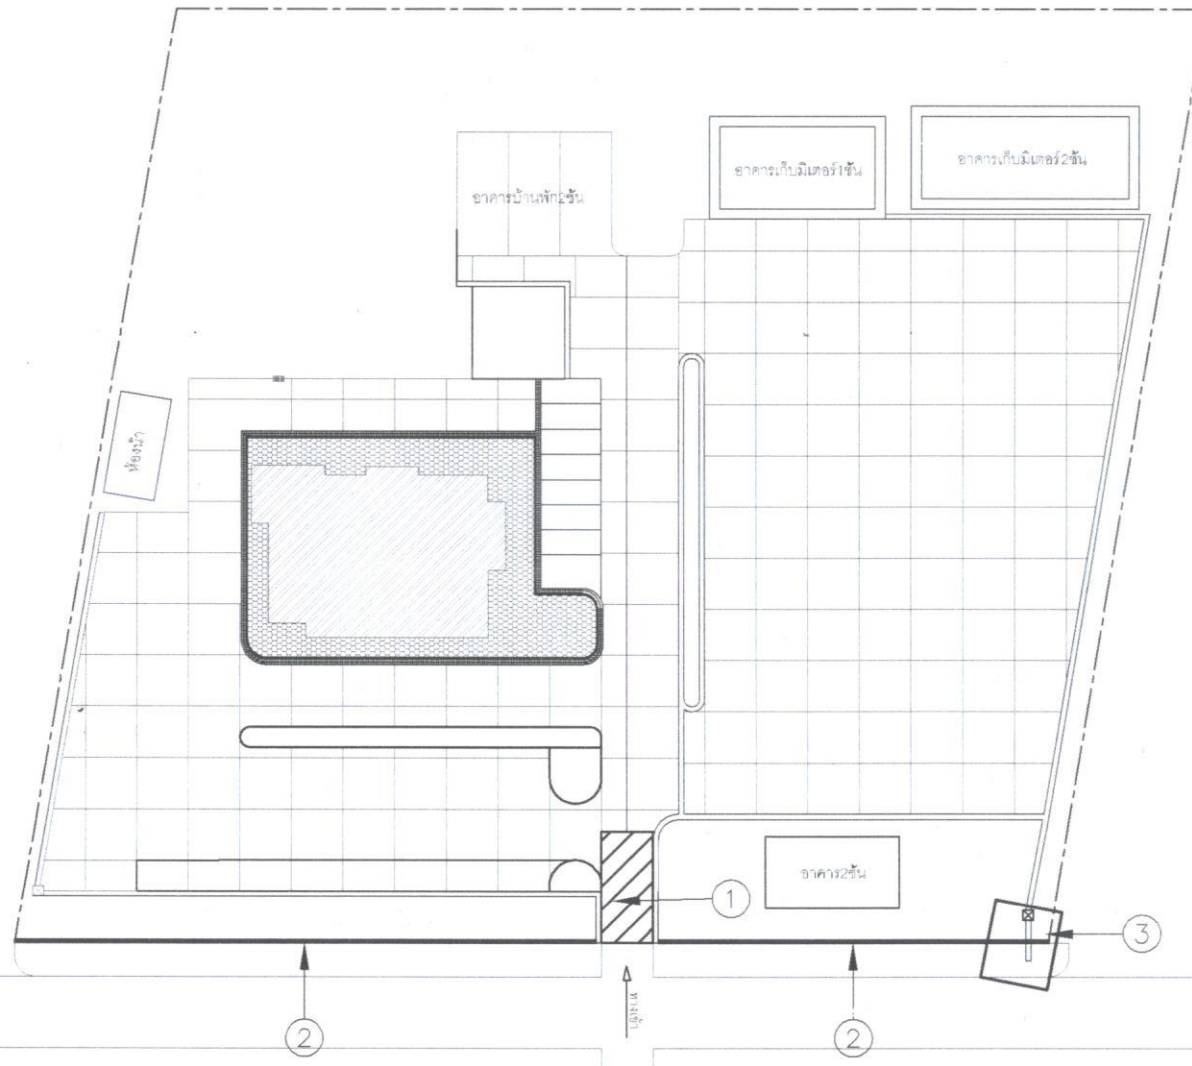 อาคารเก็บมิเตอร์1ชั้น
อาคารเก็บมิเตอร์2ชั้น
อาคารบ้านพัก2ชั้น
ห้องน้ำ
อาคาร2ชั้น
1
3
ทางเข้า
2
2